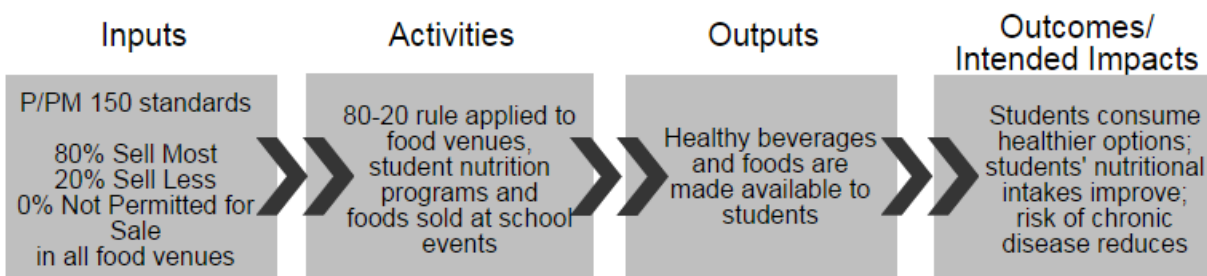 Inputs
P/PM 150 standards
80% Sell Most
20% Sell Less
0% Not Permitted for
Sale
in all food venues
Activities
80-20 rule applied to
food venues,
student nutrition
programs and
foods sold at school
events
Outputs
Healthy beverages
and foods are
made available to
students
Outcomes/
Intended Impacts
Students consume
healthier options;
students' nutritional
intakes improve;
risk of chronic
disease reduces